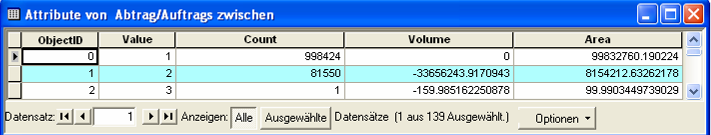 Attribute von Abtrag/Auftrags zwischen
ObjectID Value Count Volume Area
0 1 998424 0 99832760.190224
1 2 81550 -33656243.9170943 8154212.63262178
2 3 1 -159.985162250878 99.9903449739029
Datensatz: 1 Anzeigen: Alle Ausgewählte Datensätze (1 aus 139 Ausgewählt.) Optionen